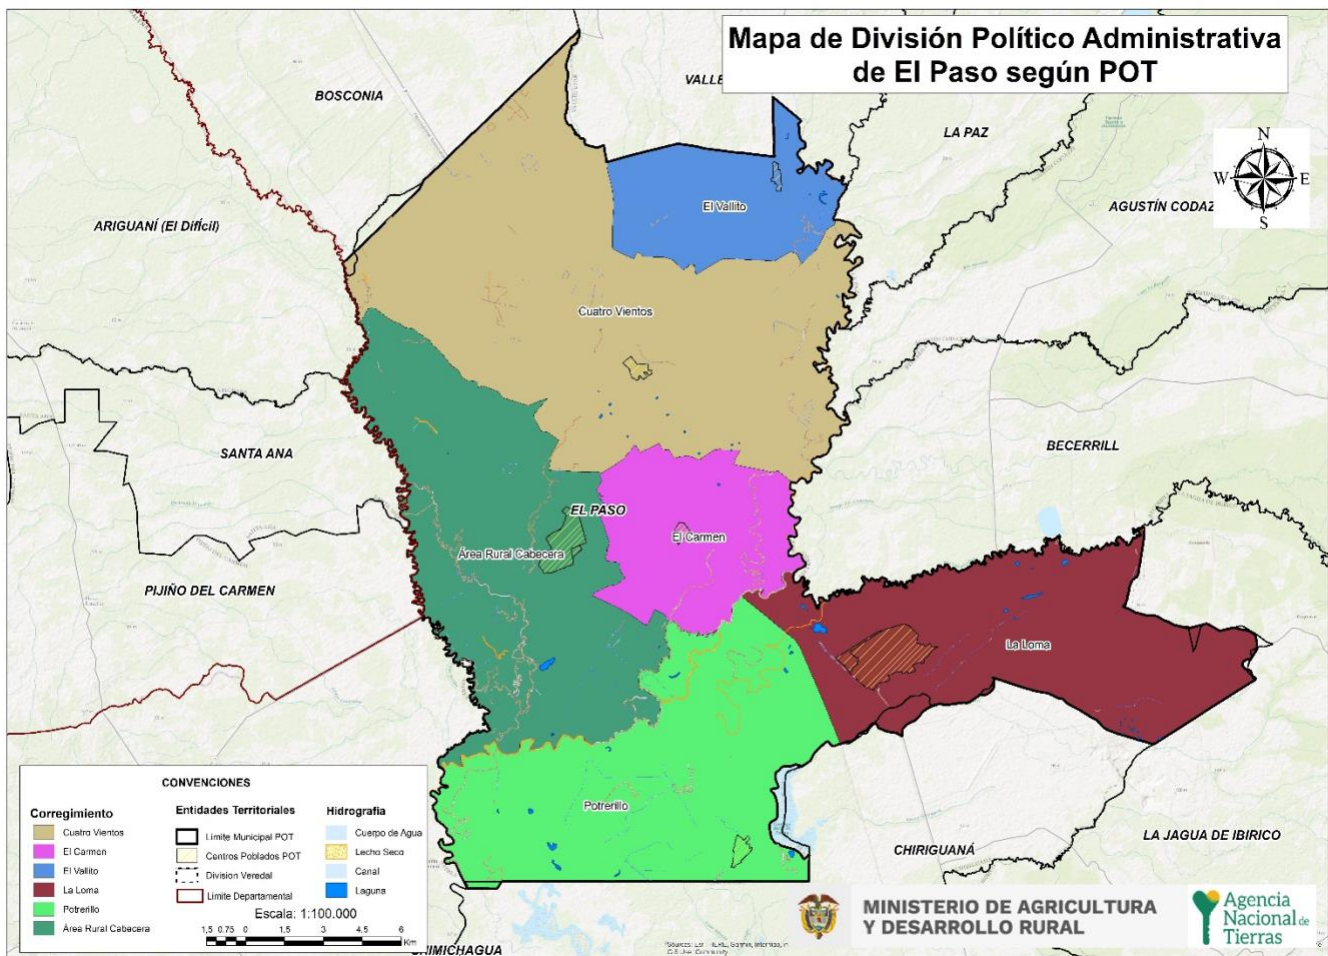 Mapa de División Político Administrativa
de El Paso según POT
VALLE
BOSCONIA
LA PAZ
N
W E
S
AGUSTÍN CODAZ
ARIGUANÍ (El Difícil)
El Vallito
Cuatro Vientos
SANTA ANA
BECERRILL
EL PASO
El Carmen
Área Rural Cabecera
PIJIÑO DEL CARMEN
La Loma
Potrerillo
LA JAGUA DE IBIRICO
CHIRIGUANÁ
CONVENCIONES
Corregimiento
Cuatro Vientos
El Carmen
El Vallito
La Loma
Potrerillo
Área Rural Cabecera
Entidades Territoriales
Limite Municipal POT
Centros Poblados POT
Division Veredal
Limite Departamental
Hidrografia
Cuerpo de Agua
Lecho Seco
Canal
Laguna
Escala: 1:100.000
1,5 0,75 0 1,5 3 4,5 6
Km
IMICHAGUA
MINISTERIO DE AGRICULTURA
Y DESARROLLO RURAL
Agencia
Nacional de
Tierras